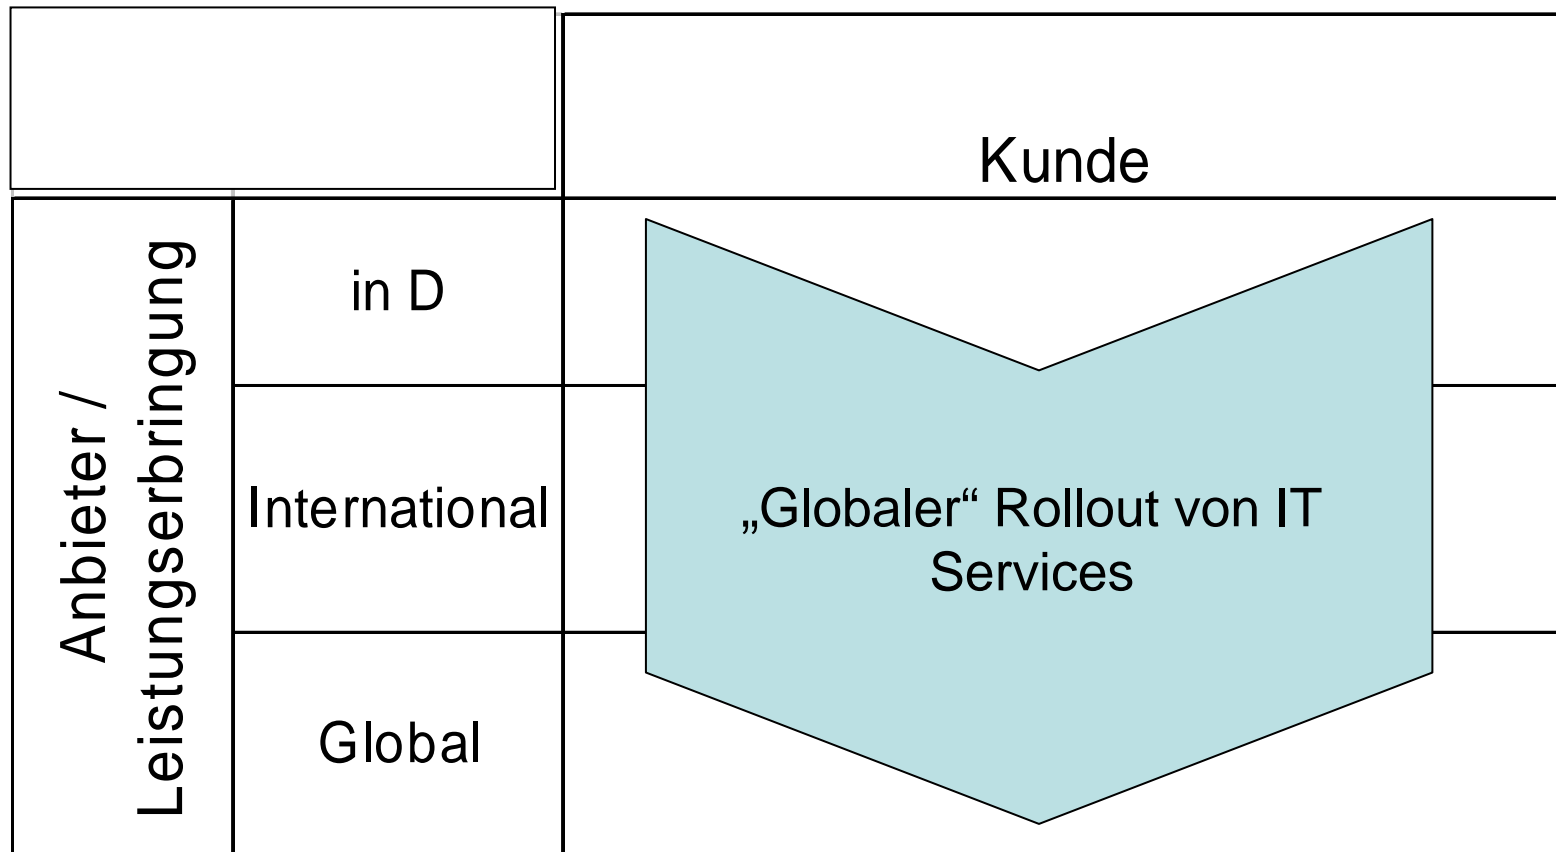 Kunde
Anbieter /
Leistungserbringung
in D
International
Global
„Globaler“ Rollout von IT
Services